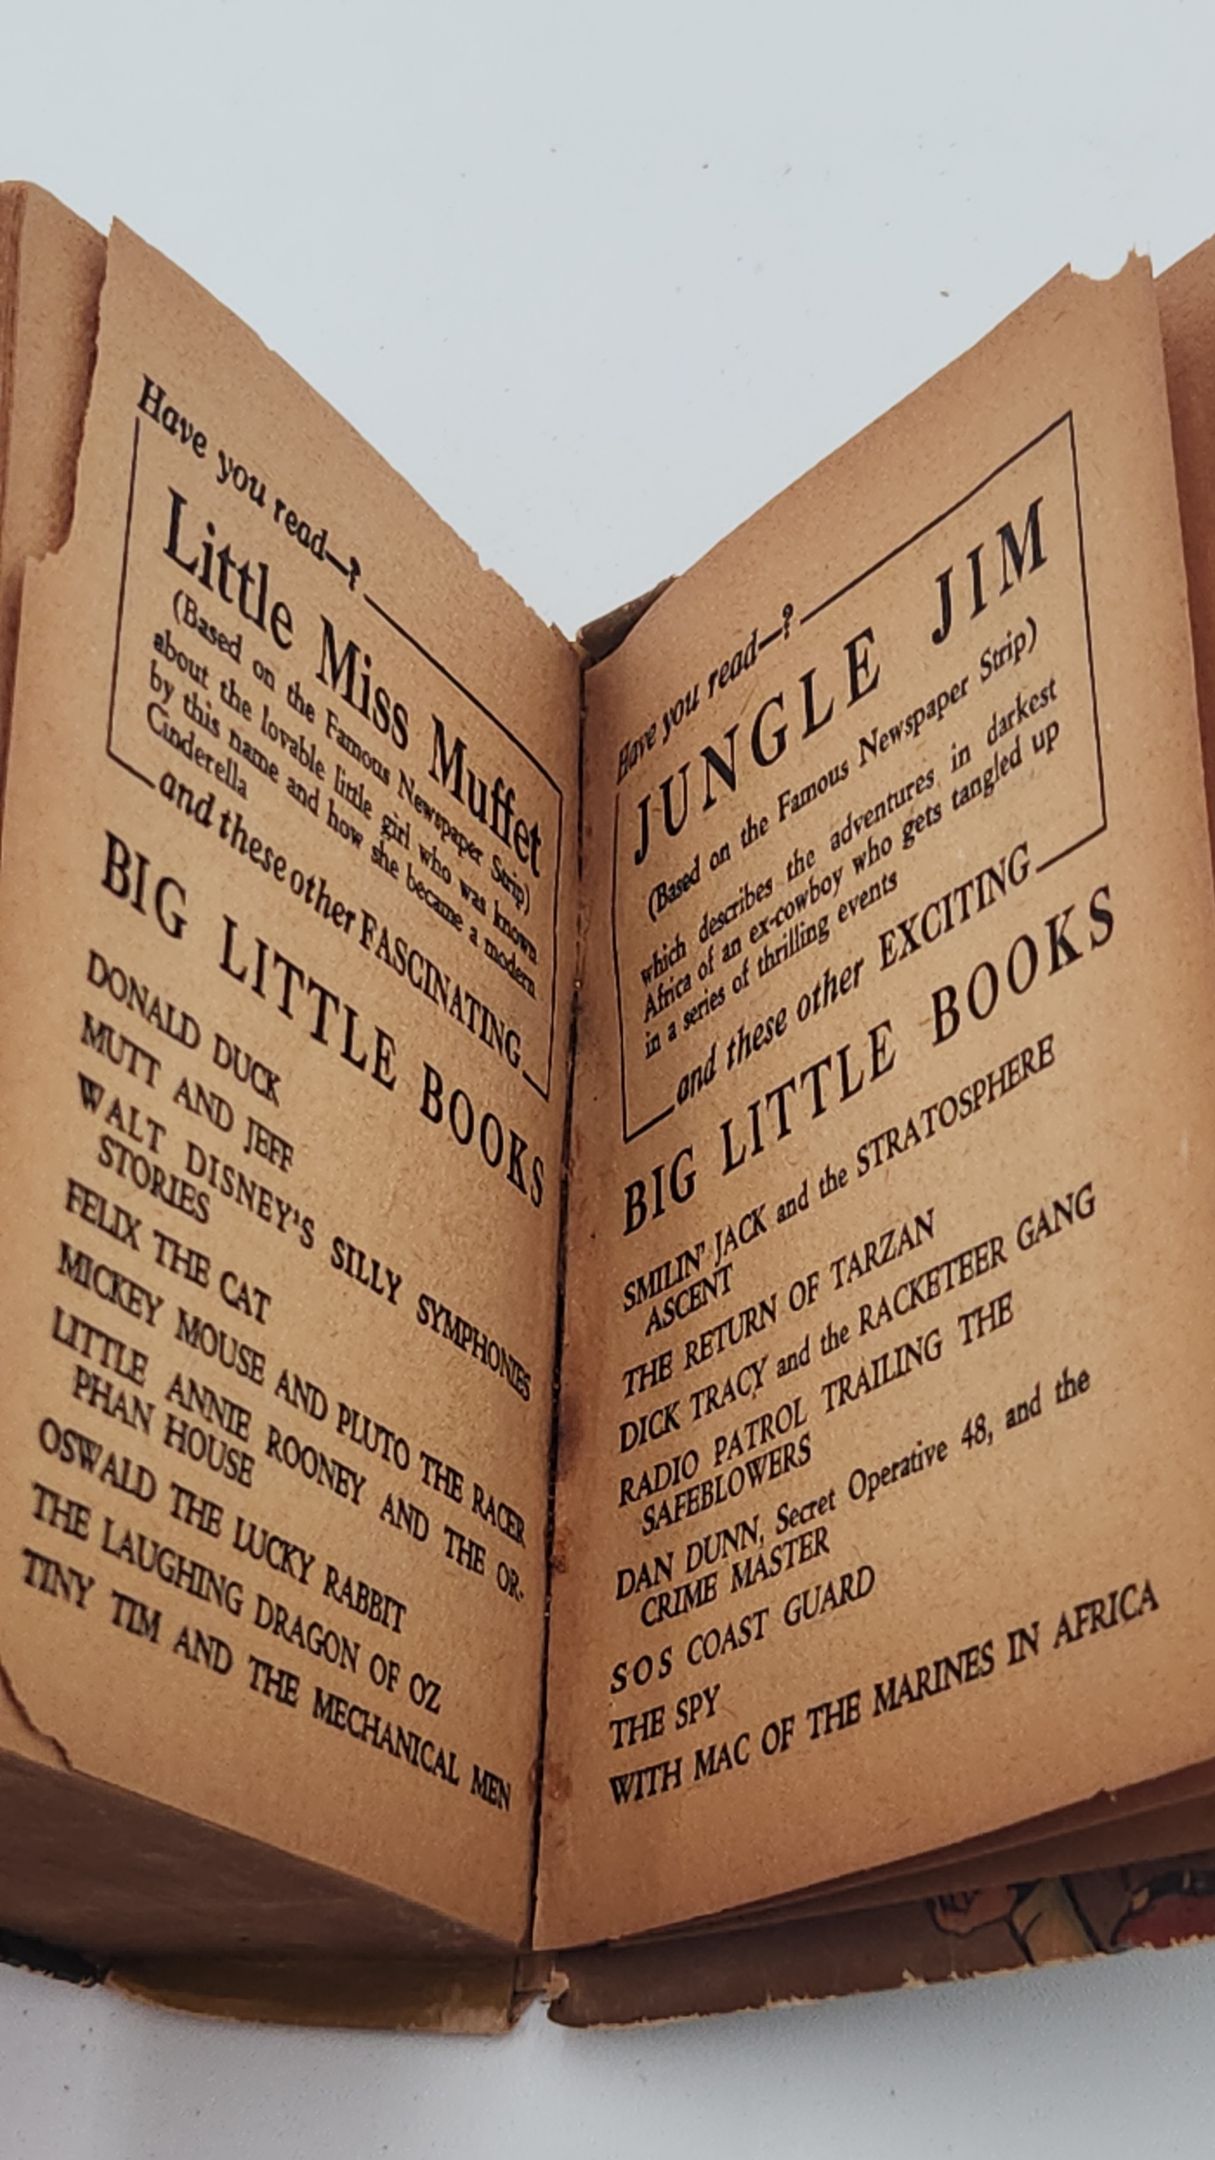 Have you read—?
Little Miss Muffet
(Based on the Famous Newspaper Strip)
about the lovable little girl who was known
by this name and how she became a modern
Cinderella
and these other FASCINATING
BIG LITTLE BOOKS
DONALD DUCK
MUTT AND JEFF
WALT DISNEY'S SILLY SYMPHONIES
STORIES
FELIX THE CAT
MICKEY MOUSE AND PLUTO THE RACER
LITTLE ANNIE ROONEY AND THE OR-
PHAN HOUSE
OSWALD THE LUCKY RABBIT
THE LAUGHING DRAGON OF OZ
TINY TIM AND THE MECHANICAL MEN
Have you read—?
JUNGLE JIM
(Based on the Famous Newspaper Strip)
which describes the adventures in darkest
Africa of an ex-cowboy who gets tangled up
in a series of thrilling events
and these other EXCITING
BIG LITTLE BOOKS
SMILIN' JACK and the STRATOSPHERE
ASCENT
THE RETURN OF TARZAN
DICK TRACY and the RACKETEER GANG
RADIO PATROL TRAILING THE
SAFEBLOWERS
DAN DUNN, Secret Operative 48, and the
CRIME MASTER
SOS COAST GUARD
THE SPY
WITH MAC OF THE MARINES IN AFRICA